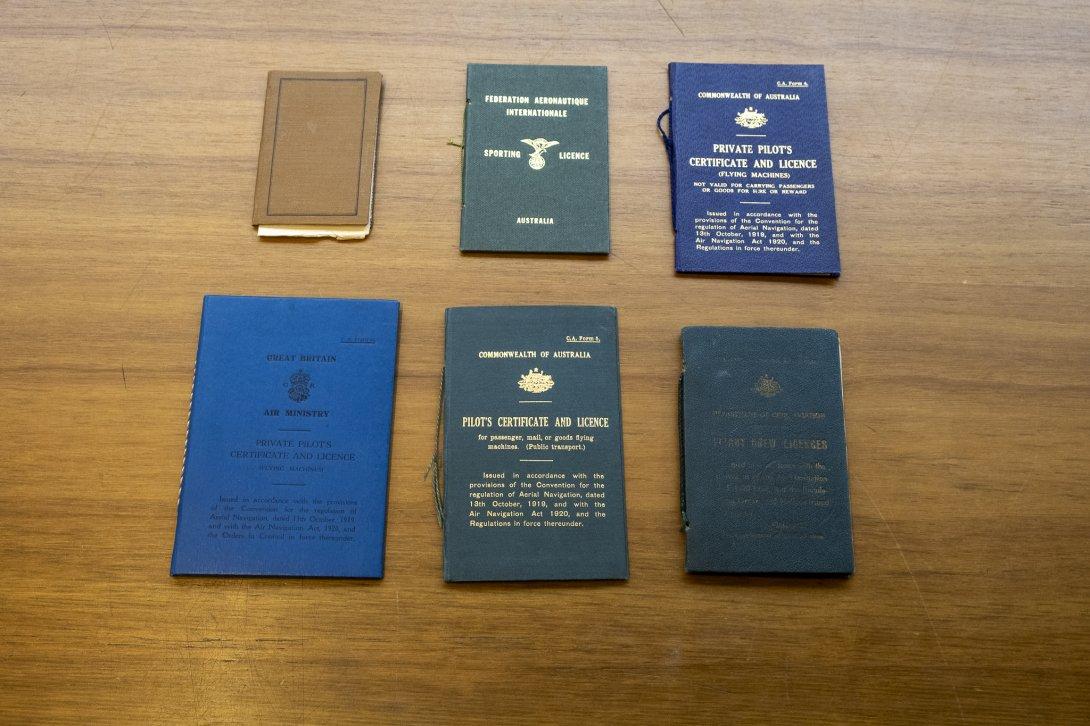 FEDERATION AERONAUTIQUE
INTERNATIONALE
SPORTING LICENCE
AUSTRALIA
C.A. Form 4.
COMMONWEALTH OF AUSTRALIA
PRIVATE PILOT'S
CERTIFICATE AND LICENCE
(FLYING MACHINES)
NOT VALID FOR CARRYING PASSENGERS
OR GOODS FOR HIRE OR REWARD
Issued in accordance with the
provisions of the Convention for the
regulation of Aerial Navigation, dated
13th October, 1919, and with the
Air Navigation Act 1920, and the
Regulations in force thereunder.
GREAT BRITAIN
G R
AIR MINISTRY
PRIVATE PILOT'S
CERTIFICATE AND LICENCE
(FLYING MACHINES)
Issued in accordance with the provisions
of the Convention for the regulation of
Aerial Navigation, dated 13th October, 1919,
and with the Air Navigation Act, 1920, and
the Orders in Council in force thereunder.
C.A. Form 5.
COMMONWEALTH OF AUSTRALIA
PILOT'S CERTIFICATE AND LICENCE
for passenger, mail, or goods flying
machines. (Public transport.)
Issued in accordance with the
provisions of the Convention for the
regulation of Aerial Navigation, dated
13th October, 1919, and with the
Air Navigation Act 1920, and the
Regulations in force thereunder.
DEPARTMENT OF CIVIL AVIATION
FLIGHT CREW LICENCES
with the